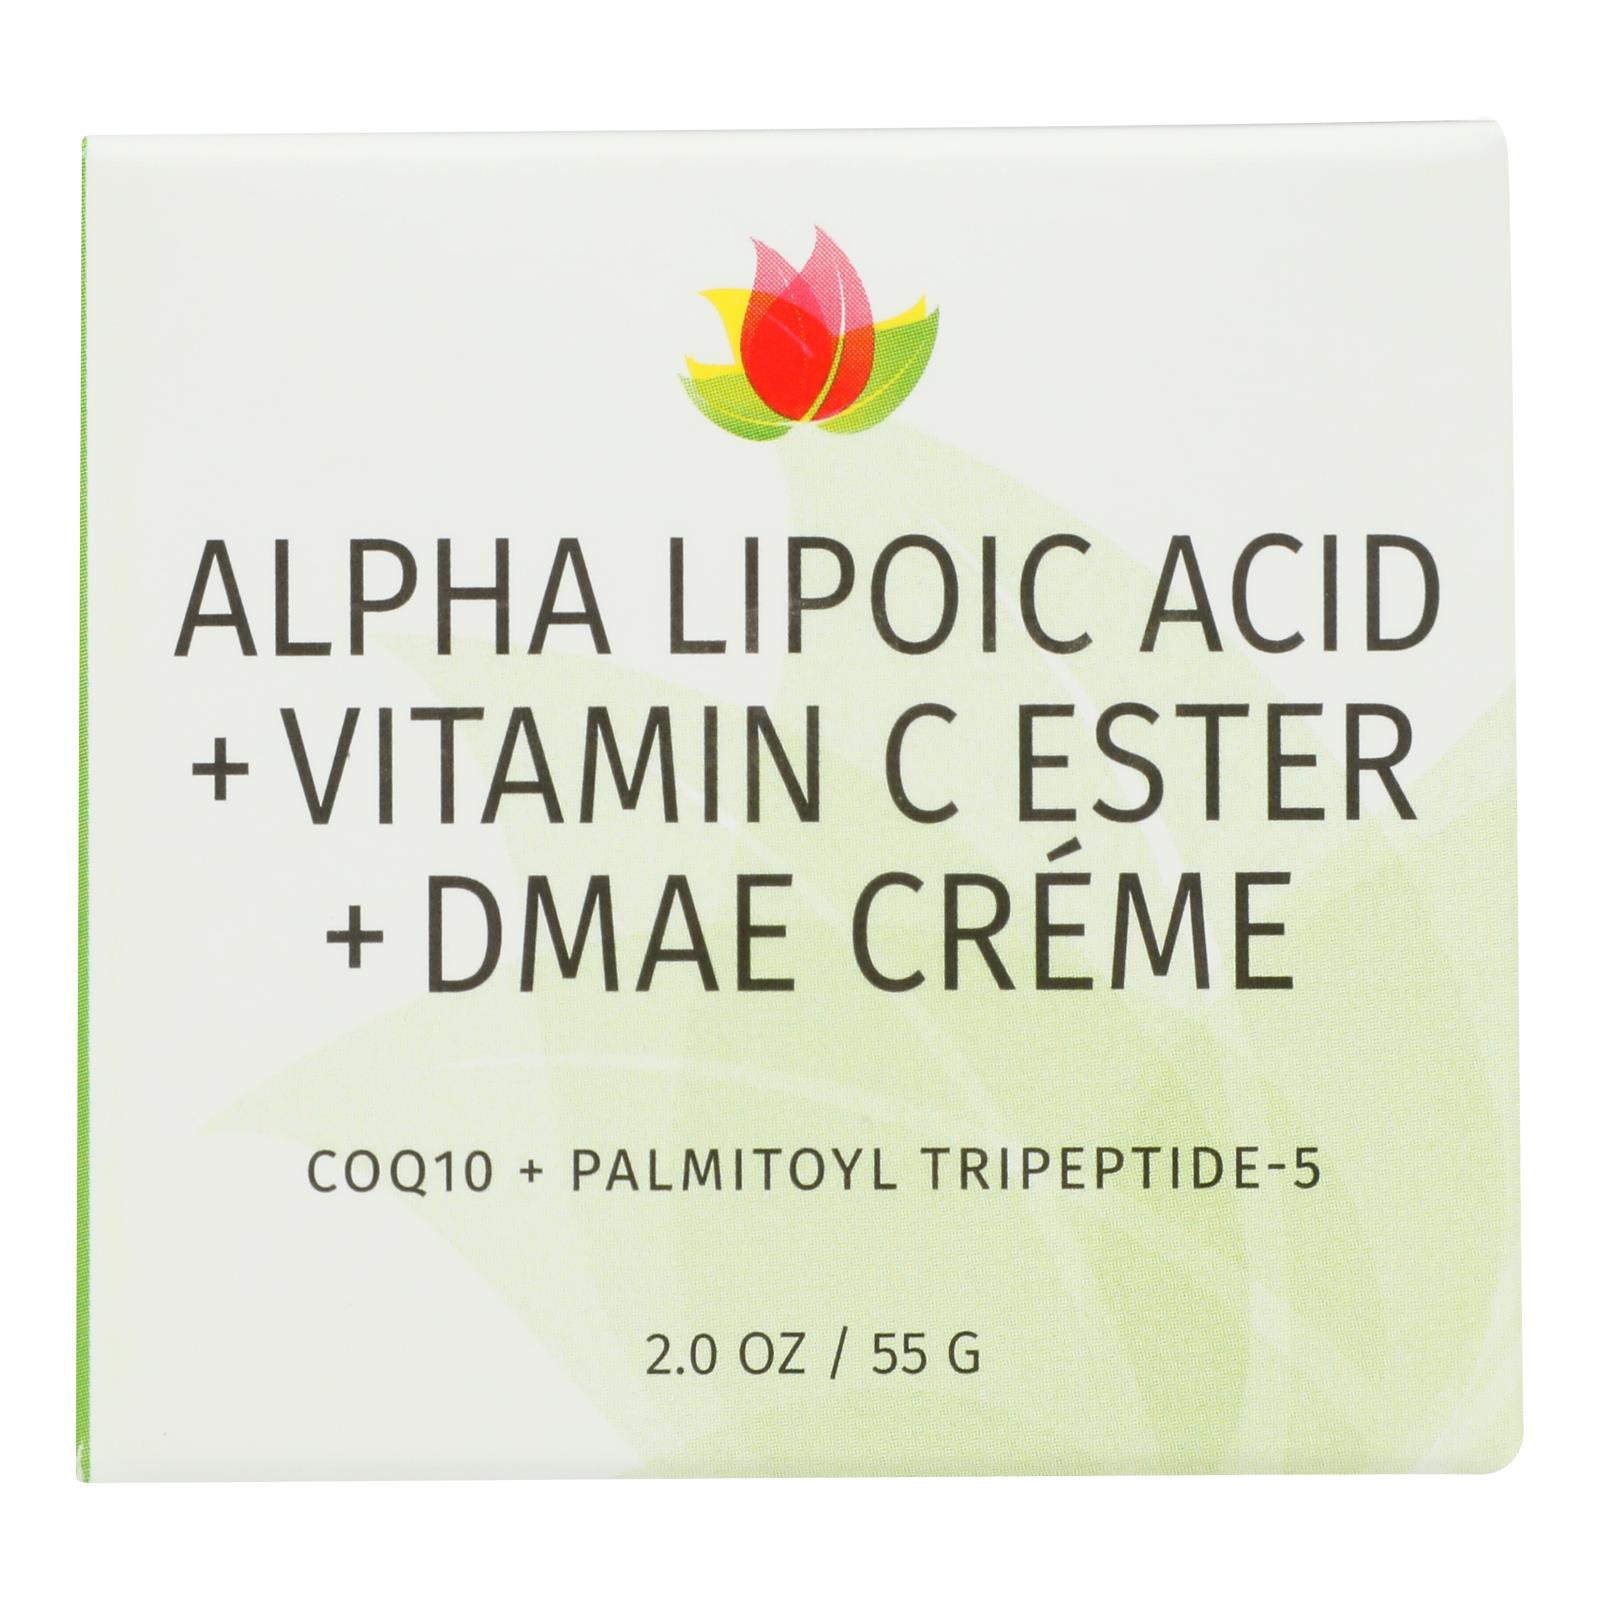 ALPHA LIPOIC ACID
+ VITAMIN C ESTER
+ DMAE CRÉME
COQ10 + PALMITOYL TRIPEPTIDE-5
2.0 OZ / 55 G